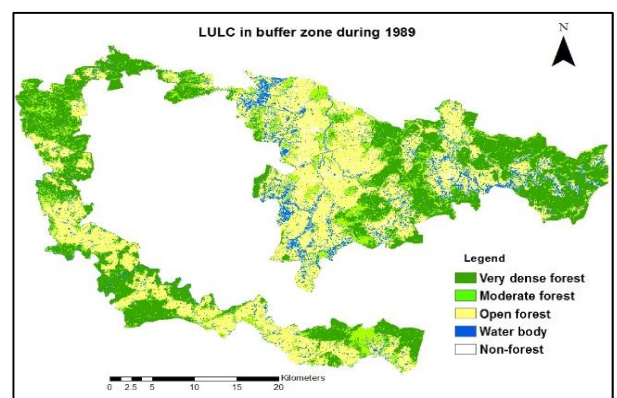 LULC in buffer zone during 1989
N
Legend
Very dense forest
Moderate forest
Open forest
Water body
Non-forest
Kilometers
0 2.5 5 10 15 20